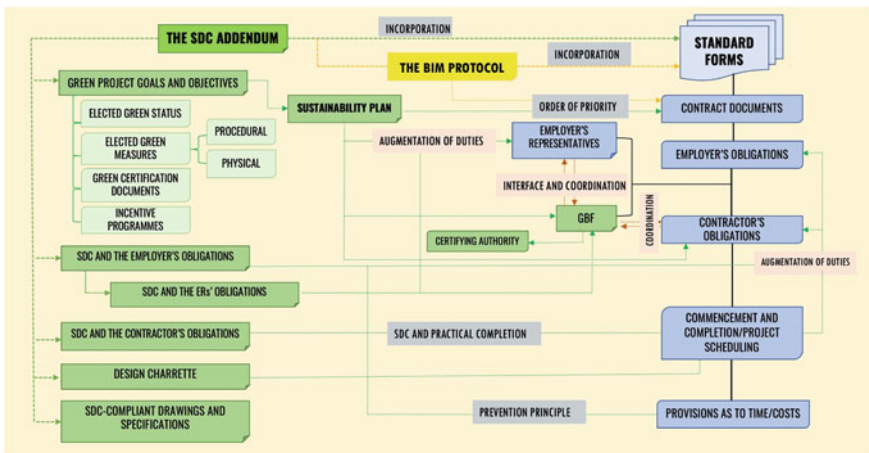 THE SDC ADDENDUM
INCORPORATION
STANDARD
FORMS
THE BIM PROTOCOL
INCORPORATION
GREEN PROJECT GOALS AND OBJECTIVES
SUSTAINABILITY PLAN
ORDER OF PRIORITY
CONTRACT DOCUMENTS
ELECTED GREEN STATUS
ELECTED GREEN
MEASURES
PROCEDURAL
PHYSICAL
GREEN CERTIFICATION
DOCUMENTS
INCENTIVE
PROGRAMMES
AUGMENTATION OF DUTIES
EMPLOYER'S
REPRESENTATIVES
EMPLOYER'S OBLIGATIONS
INTERFACE AND COORDINATION
GBF
COORDINATION
CONTRACTOR'S
OBLIGATIONS
CERTIFYING AUTHORITY
SDC AND THE EMPLOYER'S OBLIGATIONS
AUGMENTATION OF DUTIES
SDC AND THE ERs' OBLIGATIONS
SDC AND THE CONTRACTOR'S OBLIGATIONS
SDC AND PRACTICAL COMPLETION
COMMENCEMENT AND
COMPLETION/PROJECT
SCHEDULING
DESIGN CHARRETTE
SDC-COMPLIANT DRAWINGS AND
SPECIFICATIONS
PREVENTION PRINCIPLE
PROVISIONS AS TO TIME/COSTS